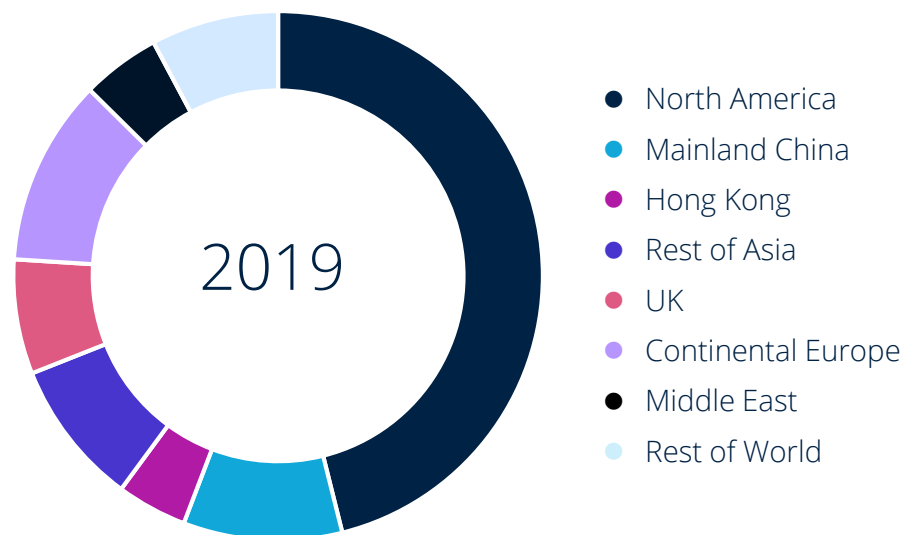 2019
North America
Mainland China
Hong Kong
Rest of Asia
UK
Continental Europe
Middle East
Rest of World